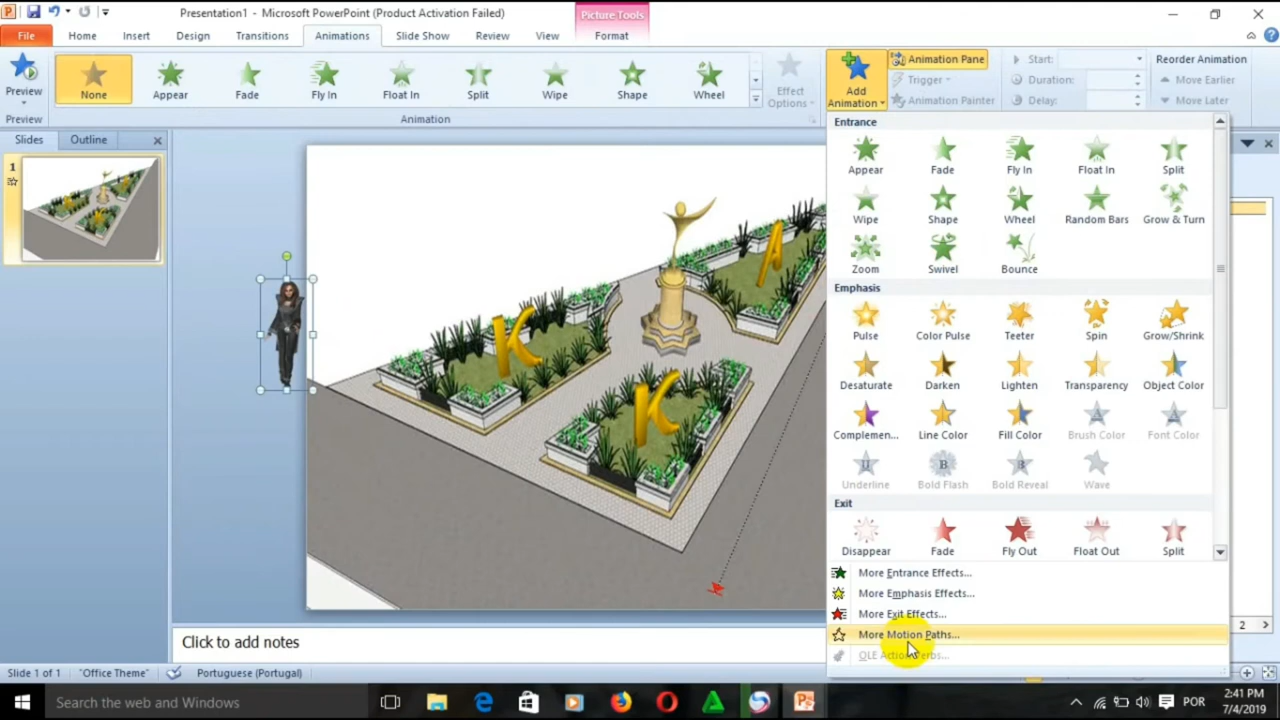 Presentation1 - Microsoft PowerPoint (Product Activation Failed)
Picture Tools
File
Home
Insert
Design
Transitions
Animations
Slide Show
Review
View
Format
Preview
Preview
None
Appear
Fade
Fly In
Float In
Split
Wipe
Shape
Wheel
Effect Options
Animation
Add Animation
Animation Pane
Trigger
Animation Painter
Start:
Duration:
Delay:
Reorder Animation
Move Earlier
Move Later
Slides
Outline
1
K
A
K
Entrance
Appear
Fade
Fly In
Float In
Split
Wipe
Shape
Wheel
Random Bars
Grow & Turn
Zoom
Swivel
Bounce
Emphasis
Pulse
Color Pulse
Teeter
Spin
Grow/Shrink
Desaturate
Darken
Lighten
Transparency
Object Color
Complemen...
Line Color
Fill Color
Brush Color
Font Color
Underline
Bold Flash
Bold Reveal
Wave
Exit
Disappear
Fade
Fly Out
Float Out
Split
More Entrance Effects...
More Emphasis Effects...
More Exit Effects...
More Motion Paths...
OLE Action Verbs...
2
Click to add notes
Slide 1 of 1
"Office Theme"
Portuguese (Portugal)
Search the web and Windows
POR
2:41 PM
7/4/2019